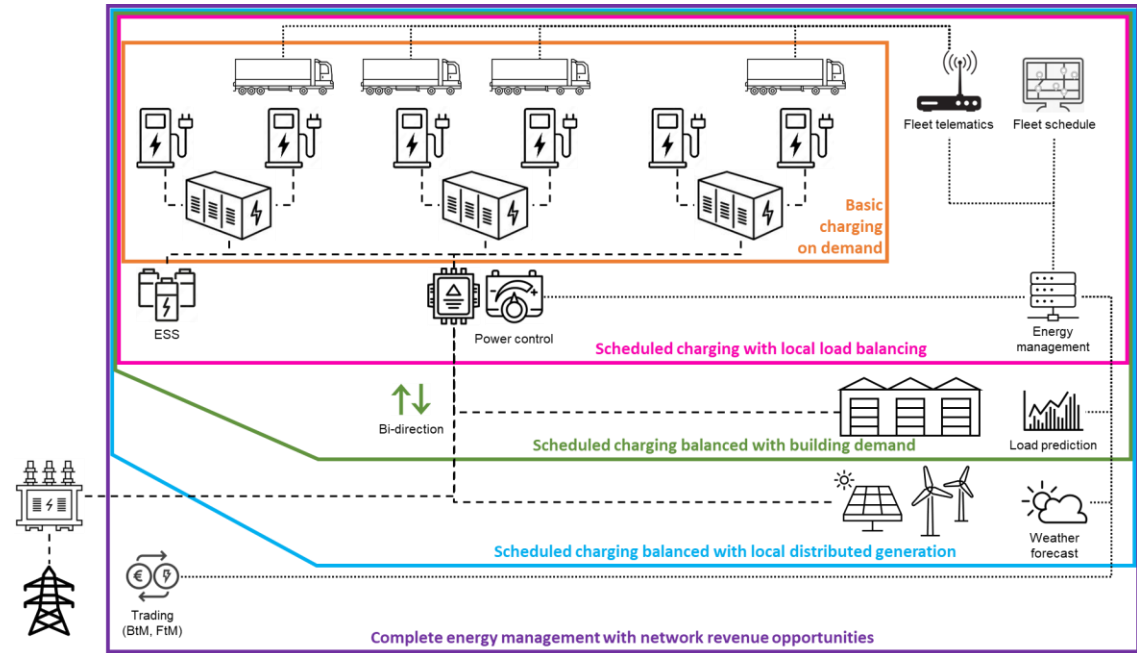 Fleet telematics
Fleet schedule
Basic
charging
on demand
ESS
Power control
Energy
management
Scheduled charging with local load balancing
Bi-direction
Load prediction
Scheduled charging balanced with building demand
Weather
forecast
Scheduled charging balanced with local distributed generation
€
Trading
(BtM, FtM)
Complete energy management with network revenue opportunities